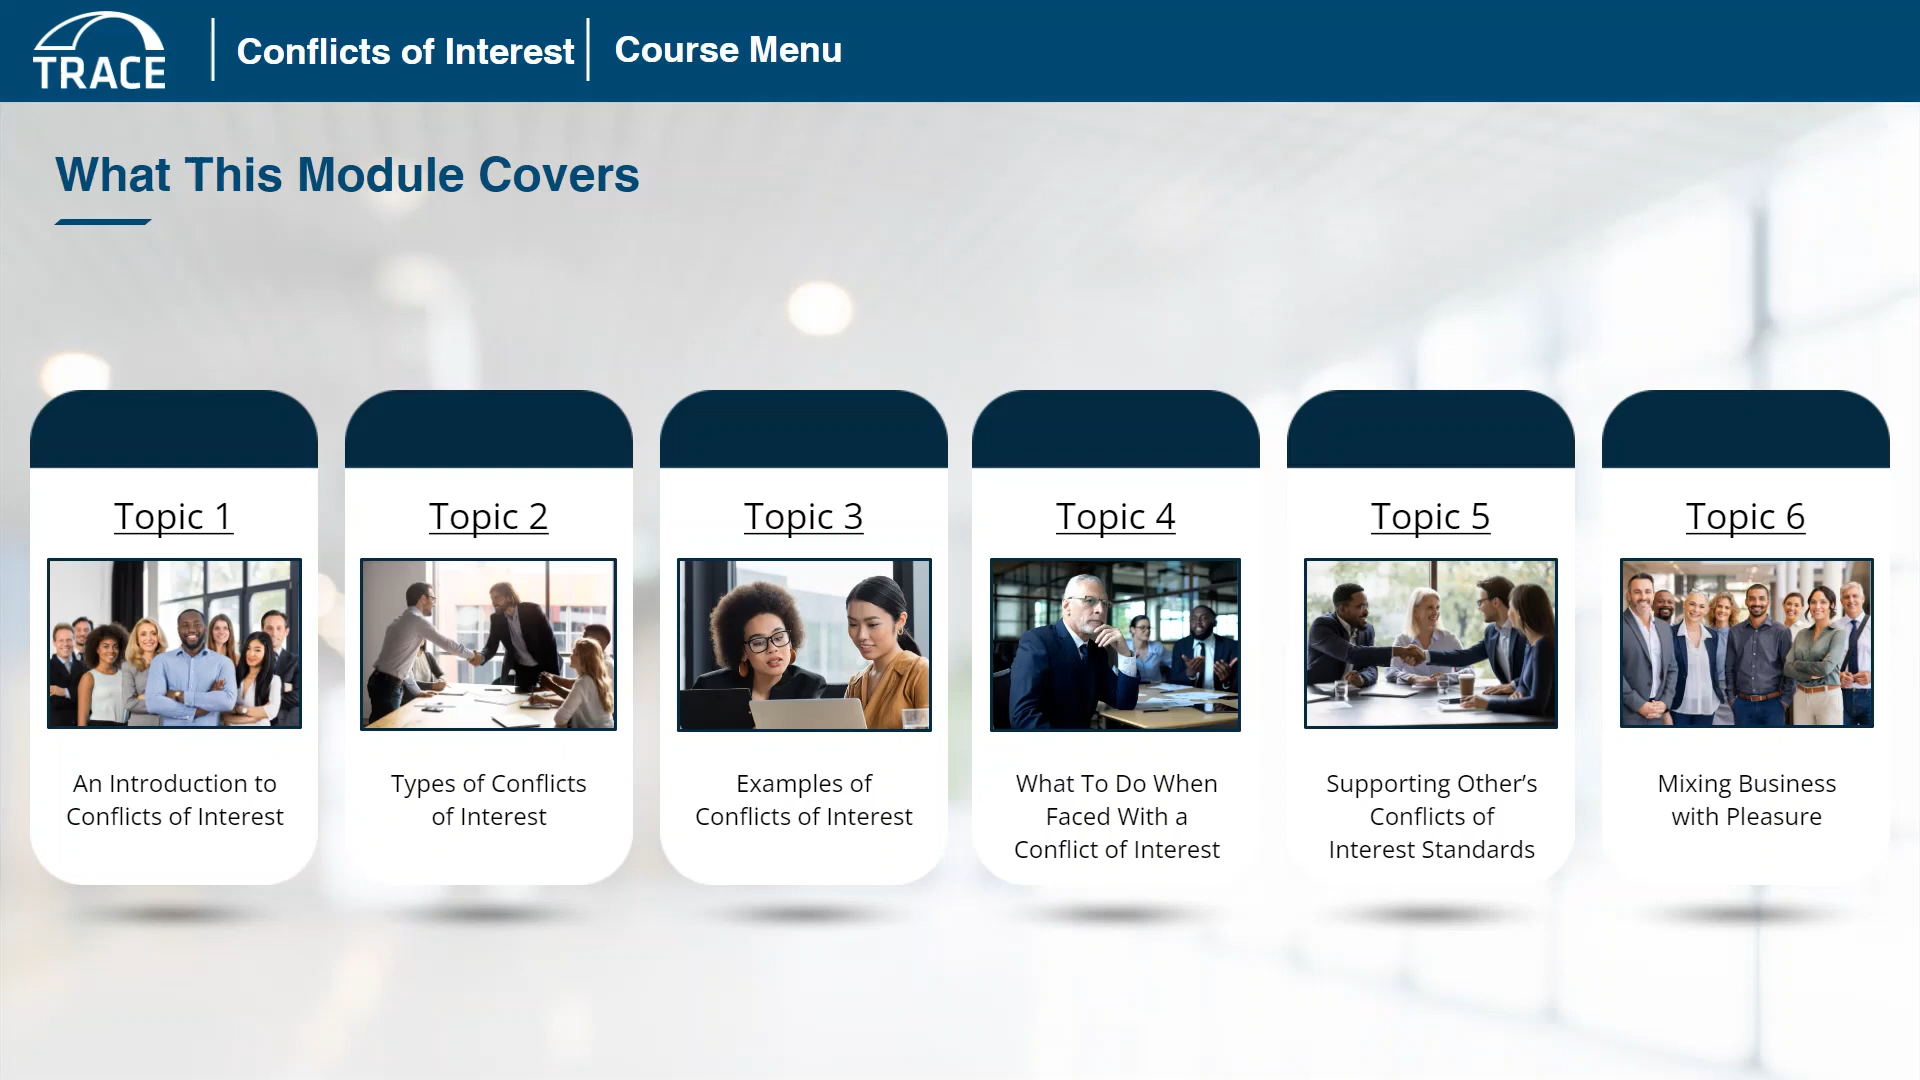 TRACE
Conflicts of Interest
Course Menu
What This Module Covers
Topic 1
An Introduction to
Conflicts of Interest
Topic 2
Types of Conflicts
of Interest
Topic 3
Examples of
Conflicts of Interest
Topic 4
What To Do When
Faced With a
Conflict of Interest
Topic 5
Supporting Other’s
Conflicts of
Interest Standards
Topic 6
Mixing Business
with Pleasure